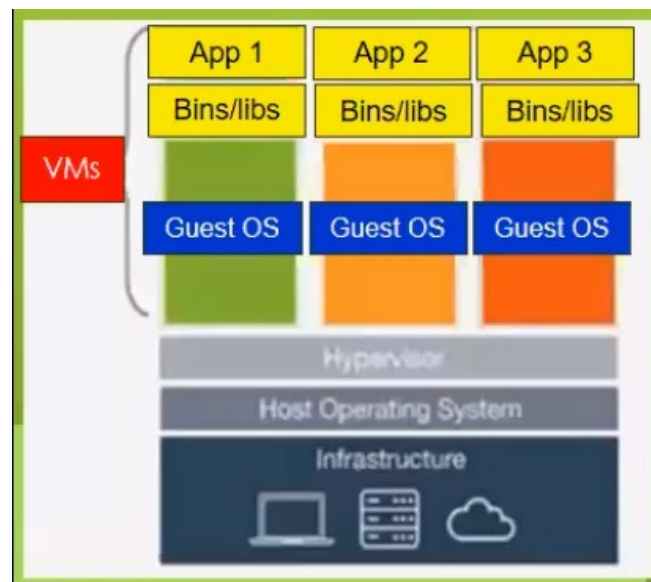 App 1 App 2 App 3
Bins/libs Bins/libs Bins/libs
VMs
Guest OS Guest OS Guest OS
Hypervisor
Host Operating System
Infrastructure